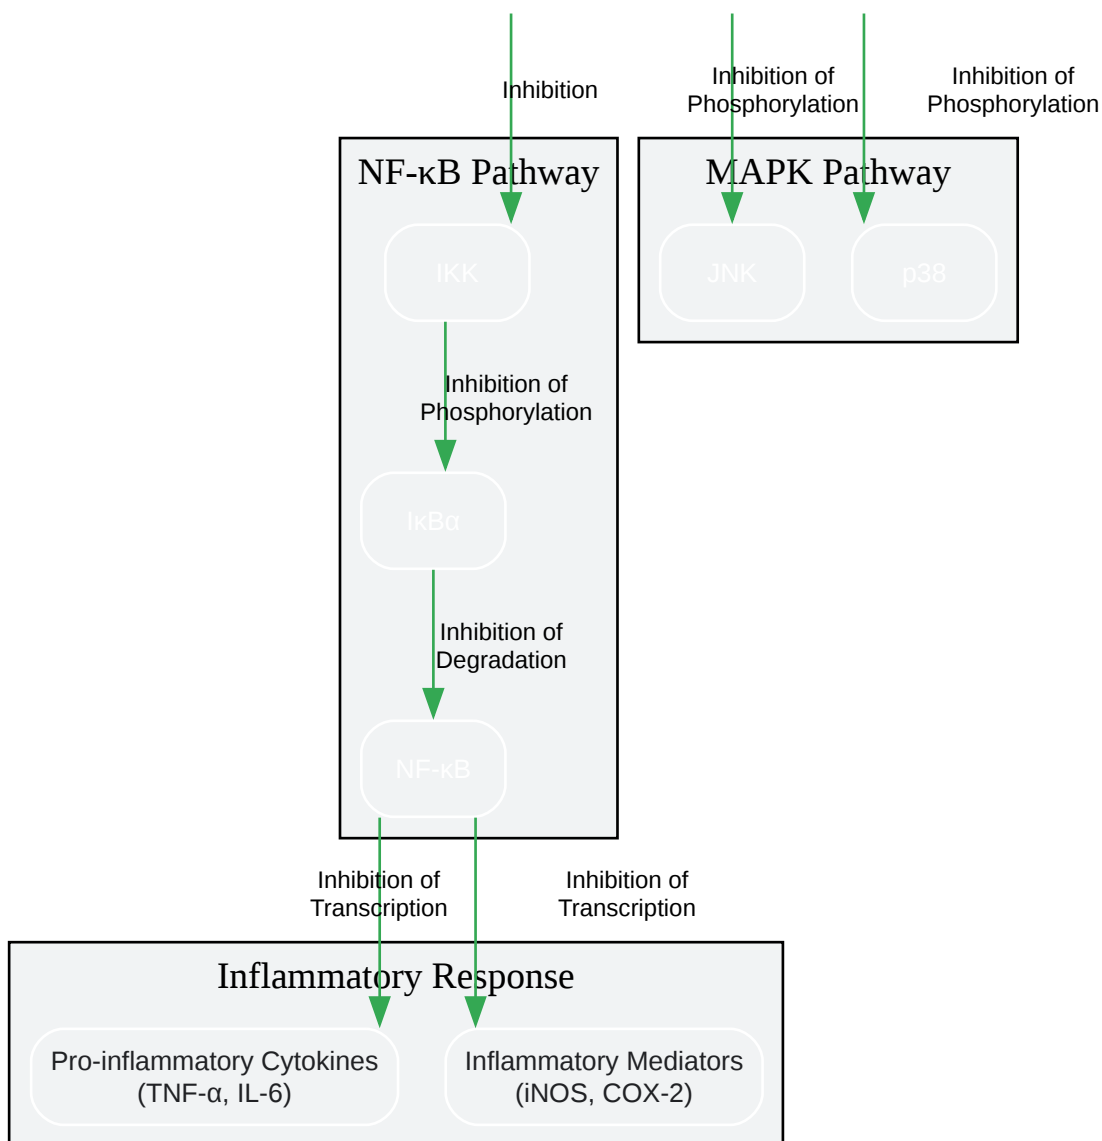 Inhibition
Inhibition of
Phosphorylation
Inhibition of
Phosphorylation
NF-κB Pathway
MAPK Pathway
IKK
JNK
p38
Inhibition of
Phosphorylation
IκBα
Inhibition of
Degradation
NF-κB
Inhibition of
Transcription
Inhibition of
Transcription
Inflammatory Response
Pro-inflammatory Cytokines
(TNF-α, IL-6)
Inflammatory Mediators
(iNOS, COX-2)